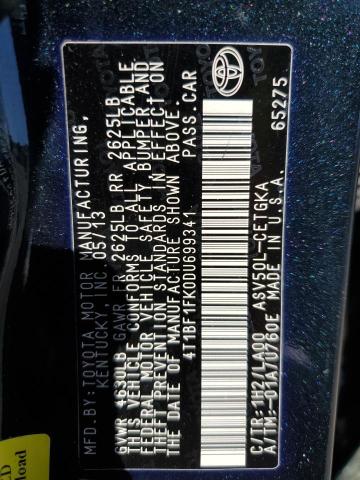 MFD.BY:TOYOTA MOTOR MANUFACTURING,
KENTUCKY, INC.
05/13
GVWR 4630LB GAWR FR 2625LB RR 2625LB
THIS VEHICLE CONFORMS TO ALL APPLICABLE
FEDERAL MOTOR VEHICLE SAFETY, BUMPER, AND
THEFT PREVENTION STANDARDS IN EFFECT ON
THE DATE OF MANUFACTURE SHOWN ABOVE.
4T1BF1FK0DU699341 PASS.CAR
C/TR:1H2/LA00 ASV50L-CETGKA
A/TM:-01A/U760E MADE IN U.S.A.
65275
TOYOTA
oad